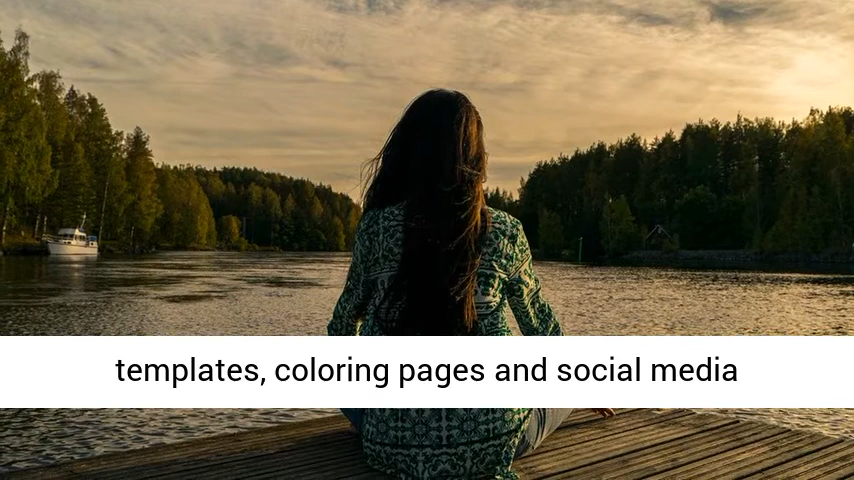 templates, coloring pages and social media